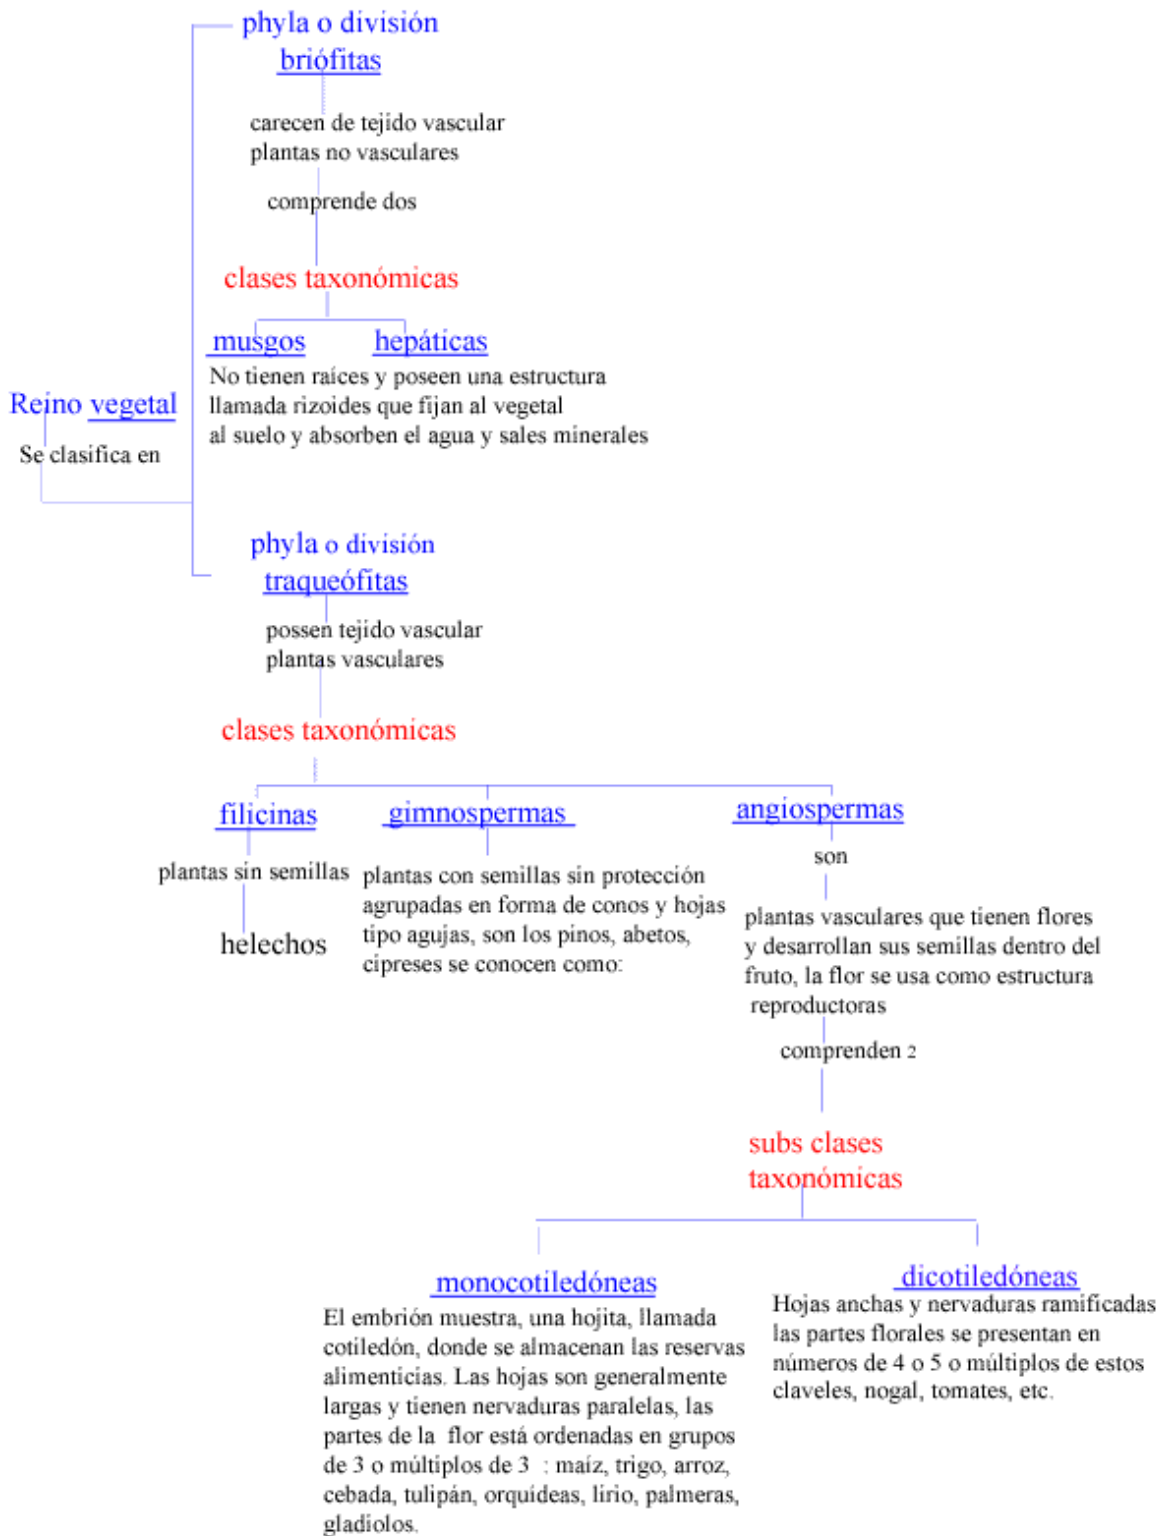 phyla o división
briófitas
carecen de tejido vascular
plantas no vasculares
comprende dos
clases taxonómicas
musgos
hepáticas
No tienen raíces y poseen una estructura
llamada rizoides que fijan al vegetal
al suelo y absorben el agua y sales minerales
Reino vegetal
Se clasifica en
phyla o división
traqueófitas
possen tejido vascular
plantas vasculares
clases taxonómicas
filicinas
plantas sin semillas
helechos
gimnospermas
plantas con semillas sin protección
agrupadas en forma de conos y hojas
tipo agujas, son los pinos, abetos,
cipreses se conocen como:
angiospermas
son
plantas vasculares que tienen flores
y desarrollan sus semillas dentro del
fruto, la flor se usa como estructura
reproductoras
comprenden 2
subs clases
taxonómicas
monocotiledóneas
El embrión muestra, una hojita, llamada
cotiledón, donde se almacenan las reservas
alimenticias. Las hojas son generalmente
largas y tienen nervaduras paralelas, las
partes de la flor está ordenadas en grupos
de 3 o múltiplos de 3 : maíz, trigo, arroz,
cebada, tulipán, orquídeas, lirio, palmeras,
gladiolos.
dicotiledóneas
Hojas anchas y nervaduras ramificadas
las partes florales se presentan en
números de 4 o 5 o múltiplos de estos
claveles, nogal, tomates, etc.